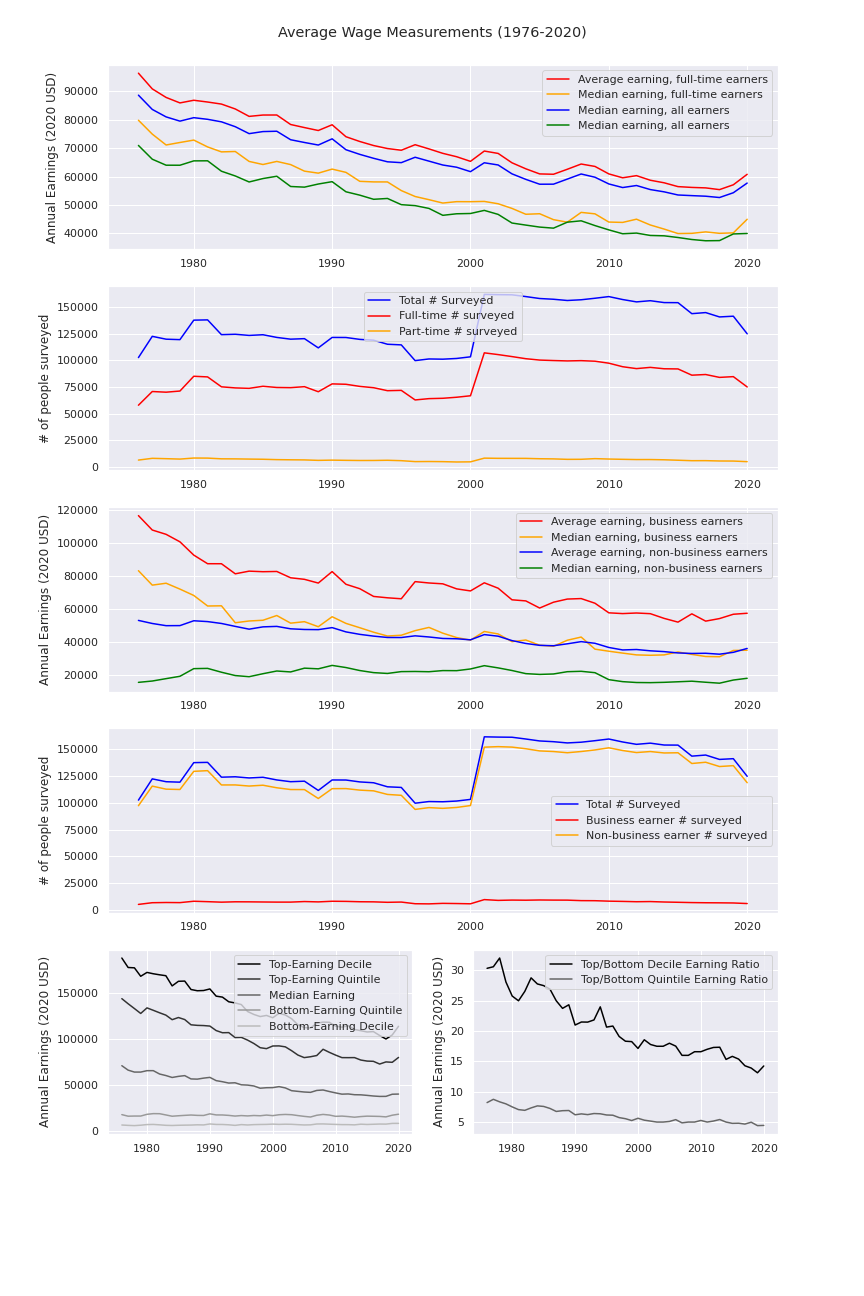 Average Wage Measurements (1976-2020)
Annual Earnings (2020 USD)
90000
80000
70000
60000
50000
40000
Average earning, full-time earners
Median earning, full-time earners
Median earning, all earners
Median earning, all earners
1980 1990 2000 2010 2020
# of people surveyed
150000
125000
100000
75000
50000
25000
0
Total # Surveyed
Full-time # surveyed
Part-time # surveyed
1980 1990 2000 2010 2020
Annual Earnings (2020 USD)
120000
100000
80000
60000
40000
20000
Average earning, business earners
Median earning, business earners
Average earning, non-business earners
Median earning, non-business earners
1980 1990 2000 2010 2020
# of people surveyed
150000
125000
100000
75000
50000
25000
0
Total # Surveyed
Business earner # surveyed
Non-business earner # surveyed
1980 1990 2000 2010 2020
Annual Earnings (2020 USD)
150000
100000
50000
0
Top-Earning Decile
Top-Earning Quintile
Median Earning
Bottom-Earning Quintile
Bottom-Earning Decile
1980 1990 2000 2010 2020
Annual Earnings (2020 USD)
30
25
20
15
10
5
Top/Bottom Decile Earning Ratio
Top/Bottom Quintile Earning Ratio
1980 1990 2000 2010 2020